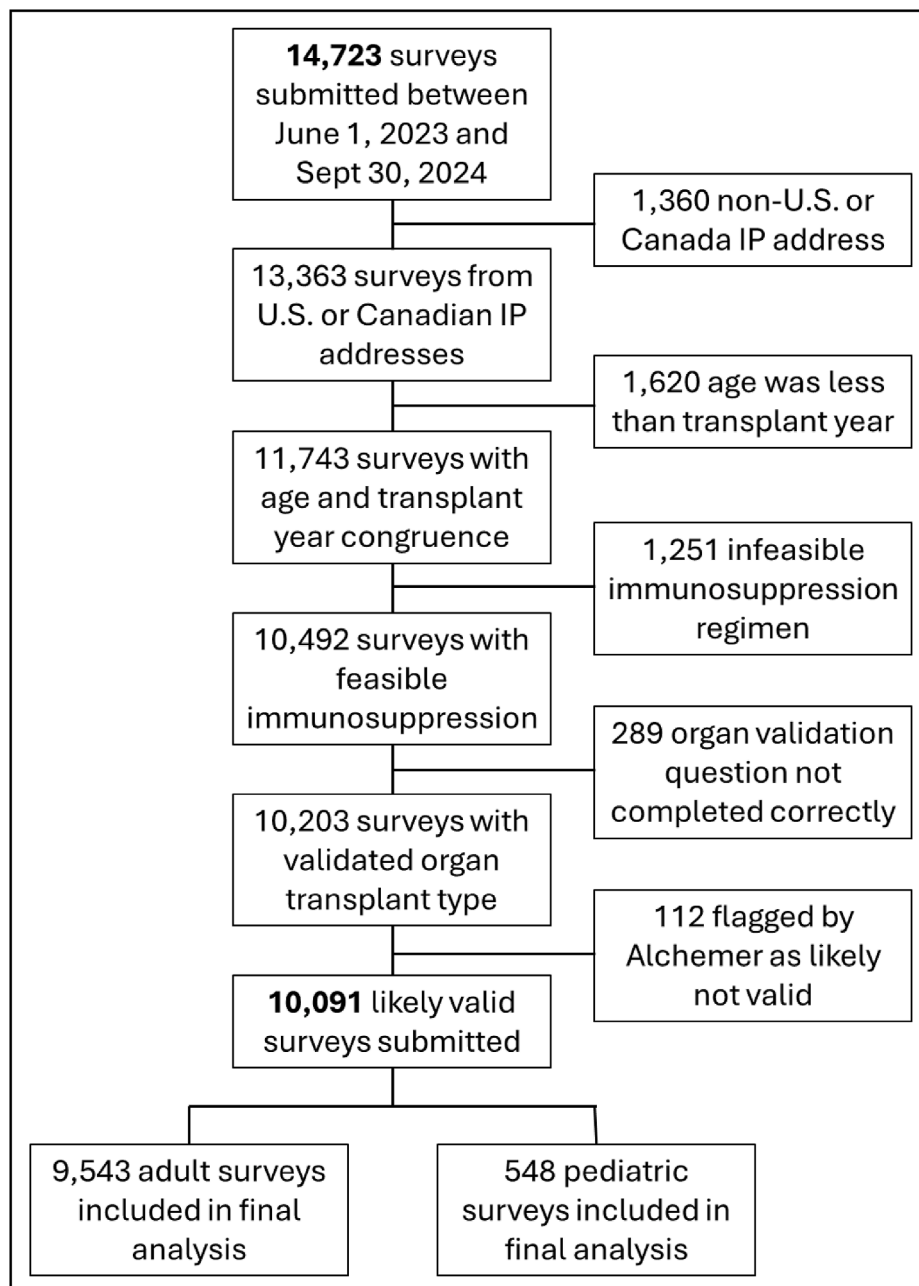 14,723 surveys
submitted between
June 1, 2023 and
Sept 30, 2024
1,360 non-U.S. or
Canada IP address
13,363 surveys from
U.S. or Canadian IP
addresses
1,620 age was less
than transplant year
11,743 surveys with
age and transplant
year congruence
1,251 infeasible
immunosuppression
regimen
10,492 surveys with
feasible
immunosuppression
289 organ validation
question not
completed correctly
10,203 surveys with
validated organ
transplant type
112 flagged by
Alchemer as likely
not valid
10,091 likely valid
surveys submitted
9,543 adult surveys
included in final
analysis
548 pediatric
surveys included in
final analysis